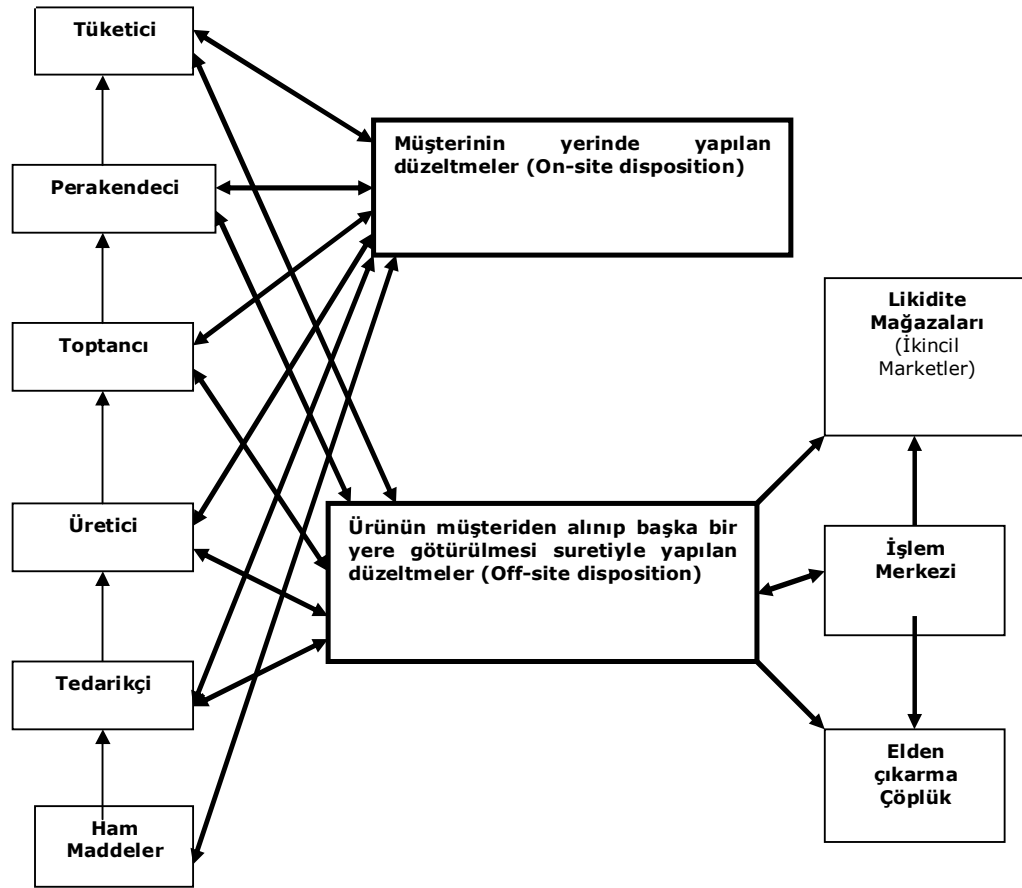 Tüketici
Müşterinin yerinde yapılan
düzeltmeler (On-site disposition)
Perakendeci
Likidite
Mağazaları
(İkincil
Marketler)
Toptancı
Üretici
Ürünün müşteriden alınıp başka bir
yere götürülmesi suretiyle yapılan
düzeltmeler (Off-site disposition)
İşlem
Merkezi
Tedarikçi
Elden
çıkarma
Çöplük
Ham
Maddeler